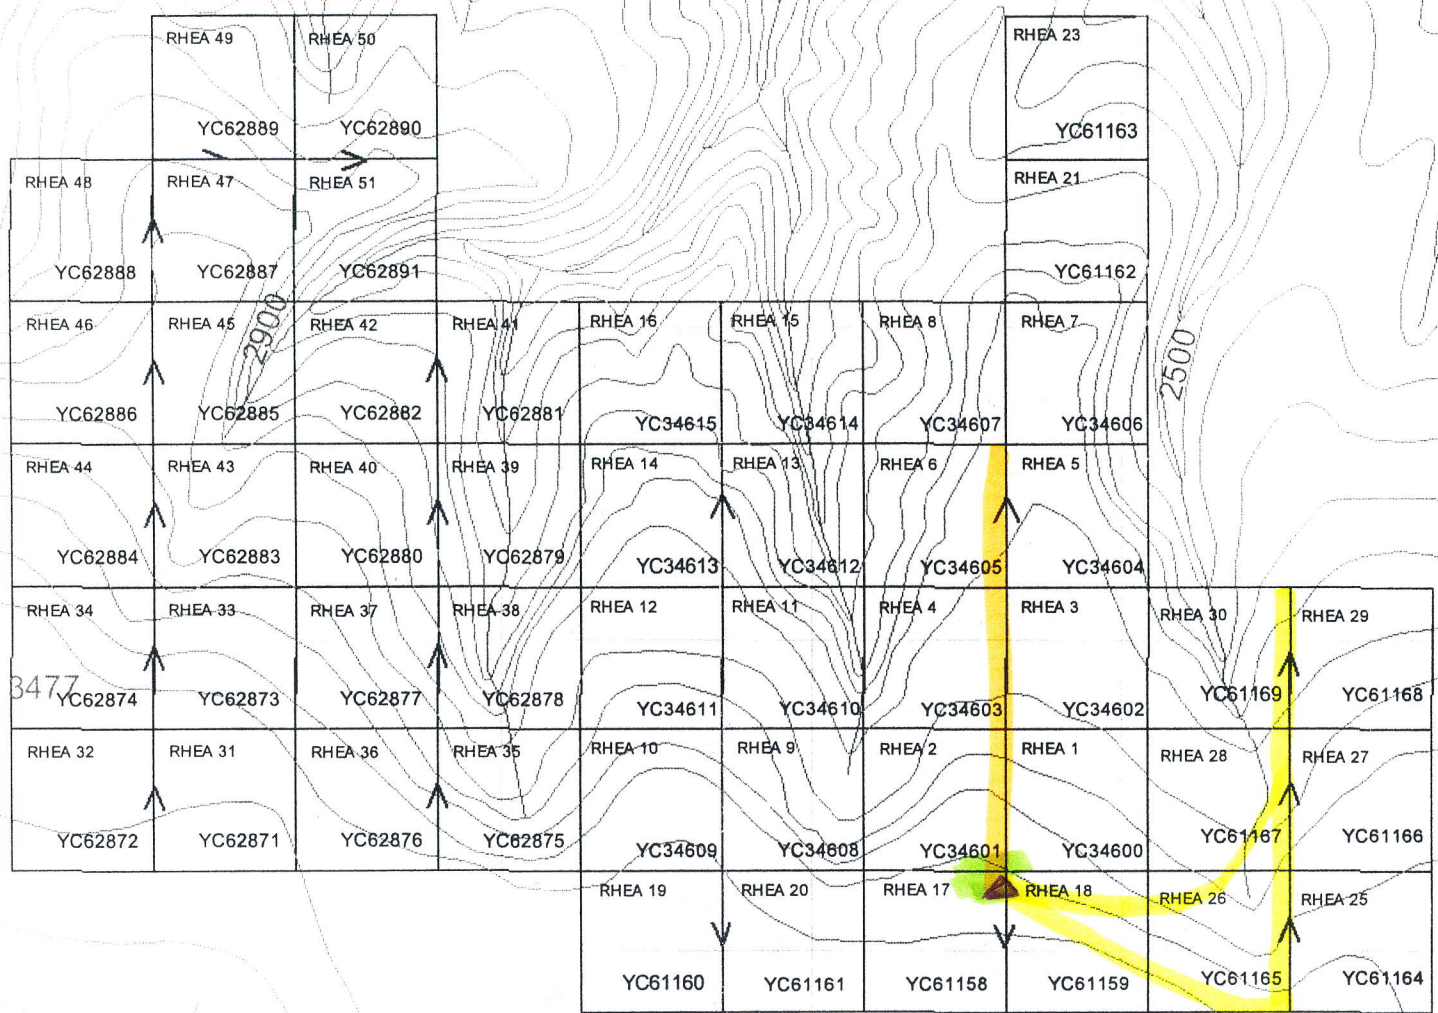 RHEA 49 RHEA 50 RHEA 23
YC62889 YC62890 YC61163
RHEA 48 RHEA 47 RHEA 51 RHEA 21
YC62888 YC62887 YC62891 YC61162
2900
2500
RHEA 46 RHEA 45 RHEA 42 RHEA 41 RHEA 16 RHEA 15 RHEA 8 RHEA 7
YC62886 YC62885 YC62882 YC62881 YC34615 YC34614 YC34607 YC34606
RHEA 44 RHEA 43 RHEA 40 RHEA 39 RHEA 14 RHEA 13 RHEA 6 RHEA 5
YC62884 YC62883 YC62880 YC62879 YC34613 YC34612 YC34605 YC34604
RHEA 34 RHEA 33 RHEA 37 RHEA 38 RHEA 12 RHEA 11 RHEA 4 RHEA 3 RHEA 30 RHEA 29
3477
YC62874 YC62873 YC62877 YC62878 YC34611 YC34610 YC34603 YC34602 YC61169 YC61168
RHEA 32 RHEA 31 RHEA 36 RHEA 35 RHEA 10 RHEA 9 RHEA 2 RHEA 1 RHEA 28 RHEA 27
YC62872 YC62871 YC62876 YC62875 YC34609 YC34608 YC34601 YC34600 YC61167 YC61166
RHEA 19 RHEA 20 RHEA 17 RHEA 18 RHEA 26 RHEA 25
YC61160 YC61161 YC61158 YC61159 YC61165 YC61164